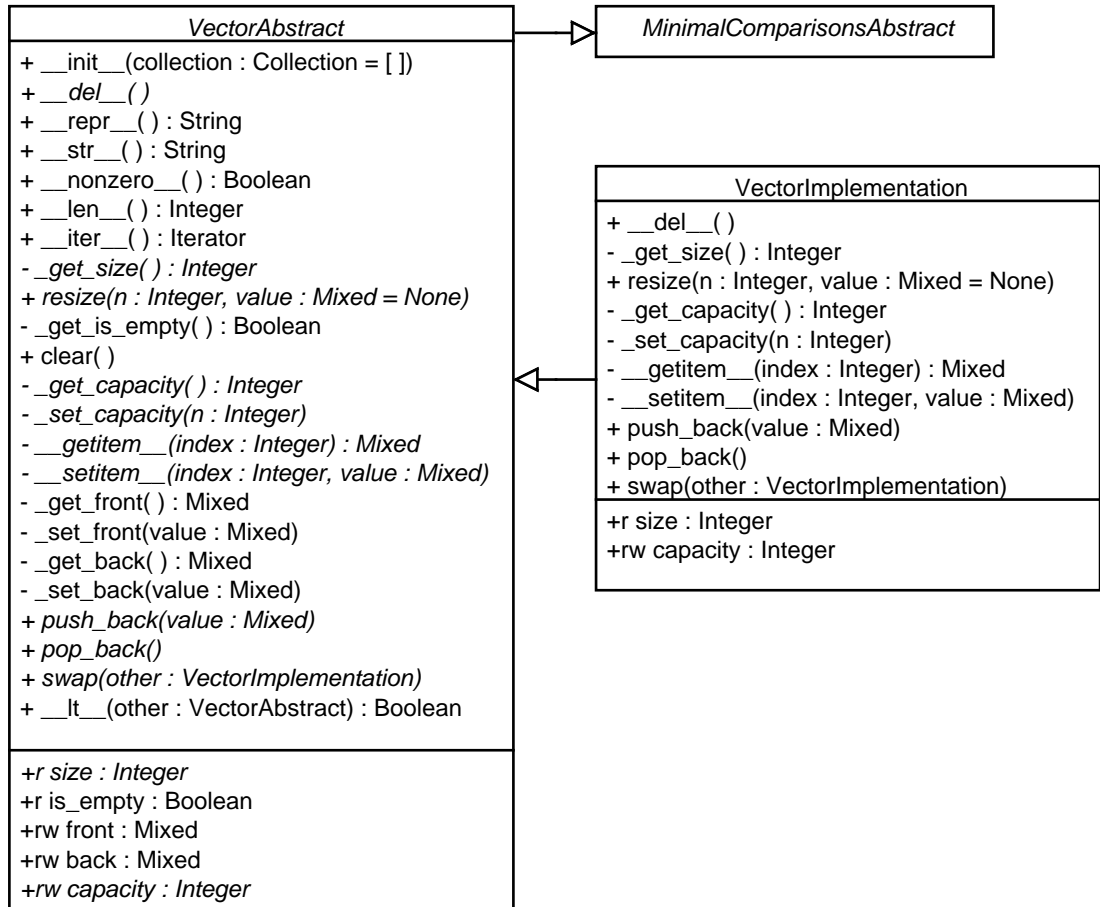 VectorAbstract
+ __init__(collection : Collection = [ ])
+ __del__( )
+ __repr__( ) : String
+ __str__( ) : String
+ __nonzero__( ) : Boolean
+ __len__( ) : Integer
+ __iter__( ) : Iterator
- _get_size( ) : Integer
+ resize(n : Integer, value : Mixed = None)
- _get_is_empty( ) : Boolean
+ clear( )
- _get_capacity( ) : Integer
- _set_capacity(n : Integer)
- __getitem__(index : Integer) : Mixed
- __setitem__(index : Integer, value : Mixed)
- _get_front( ) : Mixed
- _set_front(value : Mixed)
- _get_back( ) : Mixed
- _set_back(value : Mixed)
+ push_back(value : Mixed)
+ pop_back()
+ swap(other : VectorImplementation)
+ __lt__(other : VectorAbstract) : Boolean
+r size : Integer
+r is_empty : Boolean
+rw front : Mixed
+rw back : Mixed
+rw capacity : Integer
MinimalComparisonsAbstract
VectorImplementation
+ __del__( )
- _get_size( ) : Integer
+ resize(n : Integer, value : Mixed = None)
- _get_capacity( ) : Integer
- _set_capacity(n : Integer)
- __getitem__(index : Integer) : Mixed
- __setitem__(index : Integer, value : Mixed)
+ push_back(value : Mixed)
+ pop_back()
+ swap(other : VectorImplementation)
+r size : Integer
+rw capacity : Integer